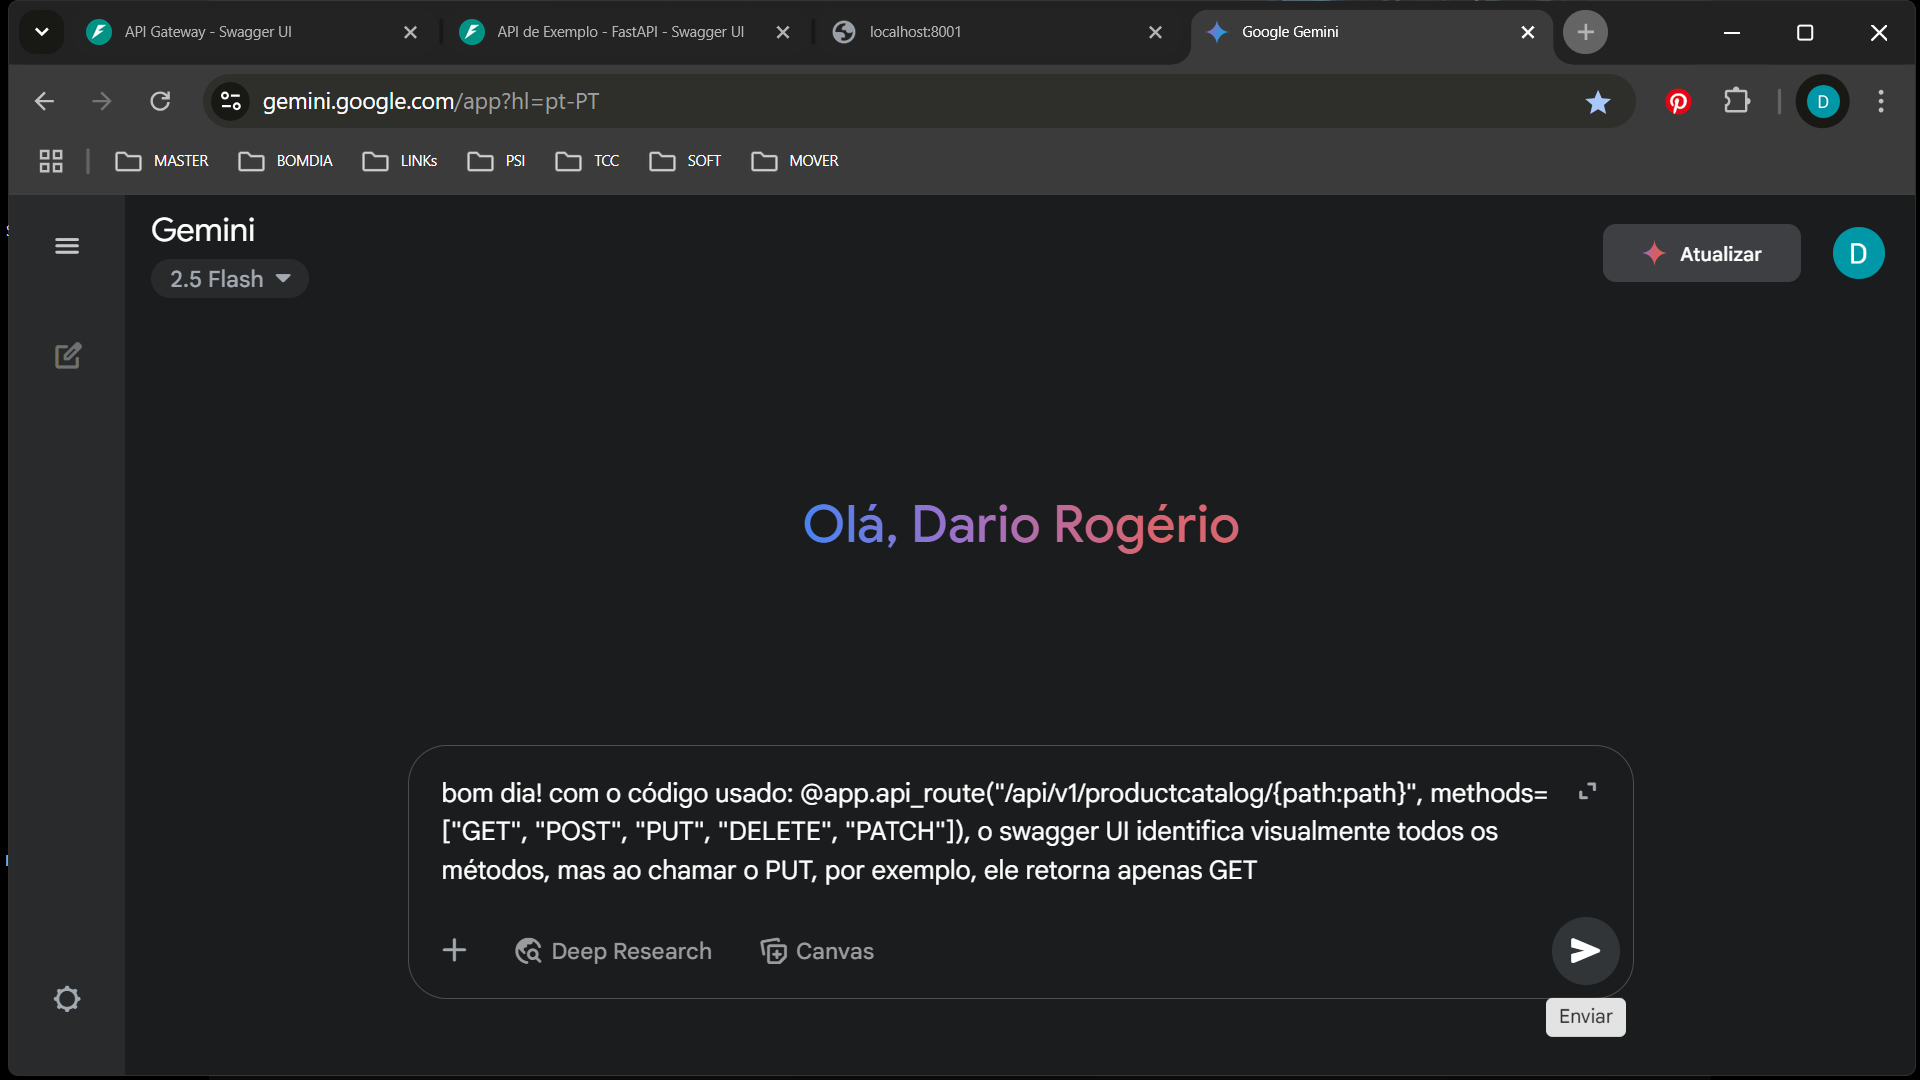 API Gateway - Swagger UI
API de Exemplo - FastAPI - Swagger UI
localhost:8001
Google Gemini
gemini.google.com/app?hl=pt-PT
D
MASTER
BOMDIA
LINKs
PSI
TCC
SOFT
MOVER
Gemini
2.5 Flash
Atualizar
D
Olá, Dario Rogério
bom dia! com o código usado: @app.api_route("/api/v1/productcatalog/{path:path}", methods=
["GET", "POST", "PUT", "DELETE", "PATCH"]), o swagger UI identifica visualmente todos os
métodos, mas ao chamar o PUT, por exemplo, ele retorna apenas GET
Deep Research
Canvas
Enviar